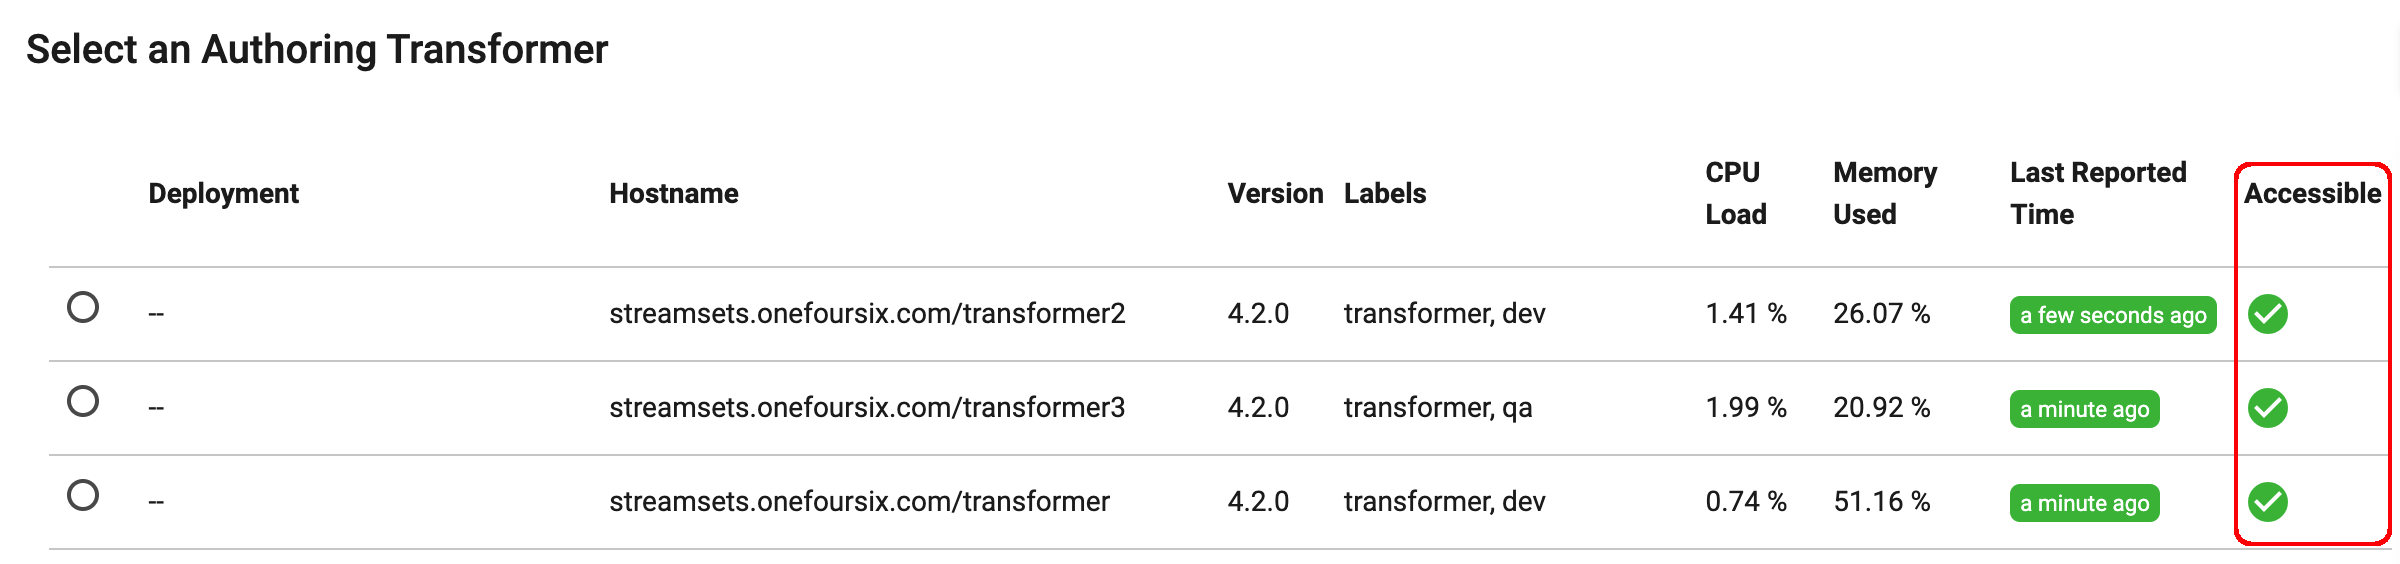 Select an Authoring Transformer
Deployment Hostname Version Labels CPU Load Memory Used Last Reported Time Accessible
-- streamsets.onefoursix.com/transformer2 4.2.0 transformer, dev 1.41 % 26.07 % a few seconds ago
-- streamsets.onefoursix.com/transformer3 4.2.0 transformer, qa 1.99 % 20.92 % a minute ago
-- streamsets.onefoursix.com/transformer 4.2.0 transformer, dev 0.74 % 51.16 % a minute ago